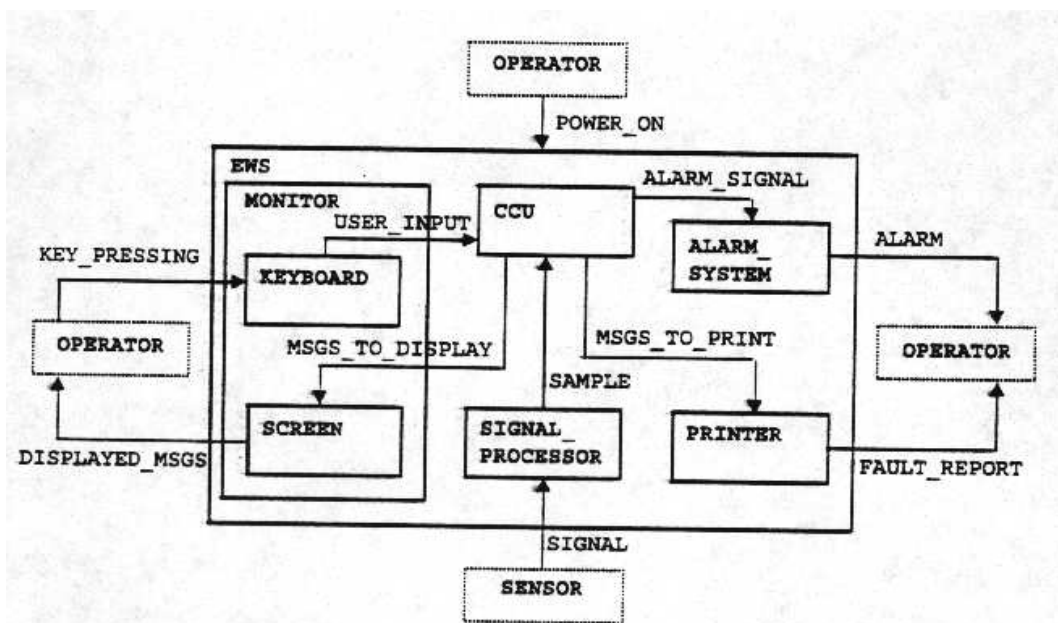 OPERATOR
POWER_ON
EWS
MONITOR
CCU
ALARM_SIGNAL
USER_INPUT
KEY_PRESSING
KEYBOARD
ALARM_
SYSTEM
ALARM
OPERATOR
MSGS_TO_DISPLAY
MSGS_TO_PRINT
OPERATOR
SAMPLE
SCREEN
SIGNAL_
PROCESSOR
PRINTER
DISPLAYED_MSGS
FAULT_REPORT
SIGNAL
SENSOR